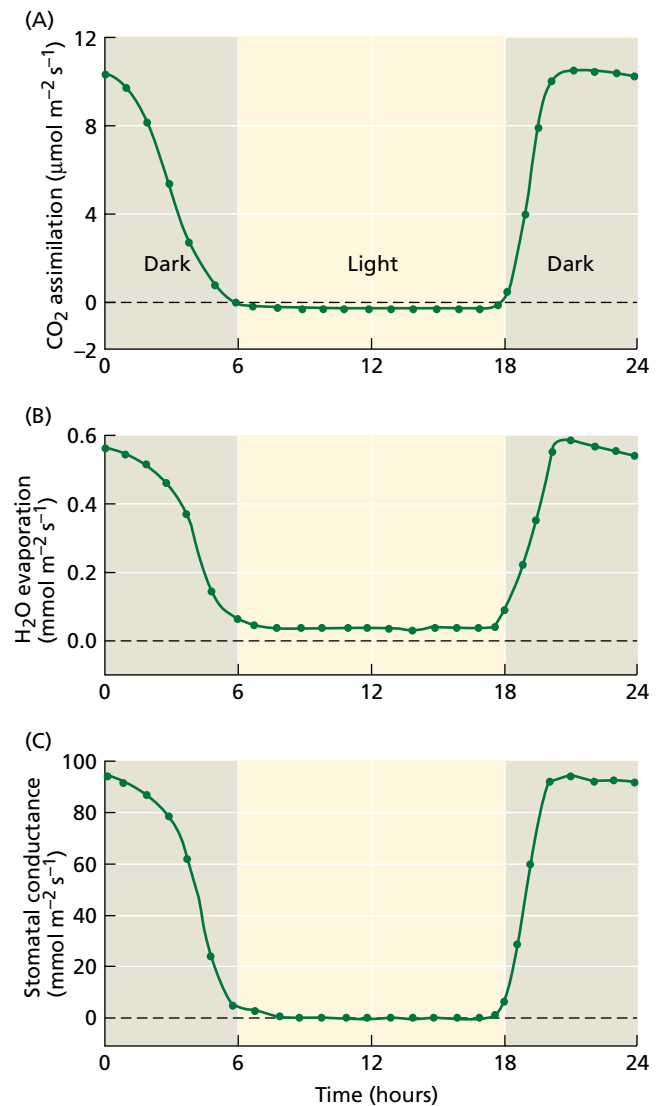 (A)
12
8
4
0
–2
CO₂ assimilation (μmol m⁻² s⁻¹)
Dark
Light
Dark
0
6
12
18
24
(B)
0.6
0.4
0.2
0.0
H₂O evaporation
(mmol m⁻² s⁻¹)
0
6
12
18
24
(C)
100
80
60
40
20
0
Stomatal conductance
(mmol m⁻² s⁻¹)
0
6
12
18
24
Time (hours)